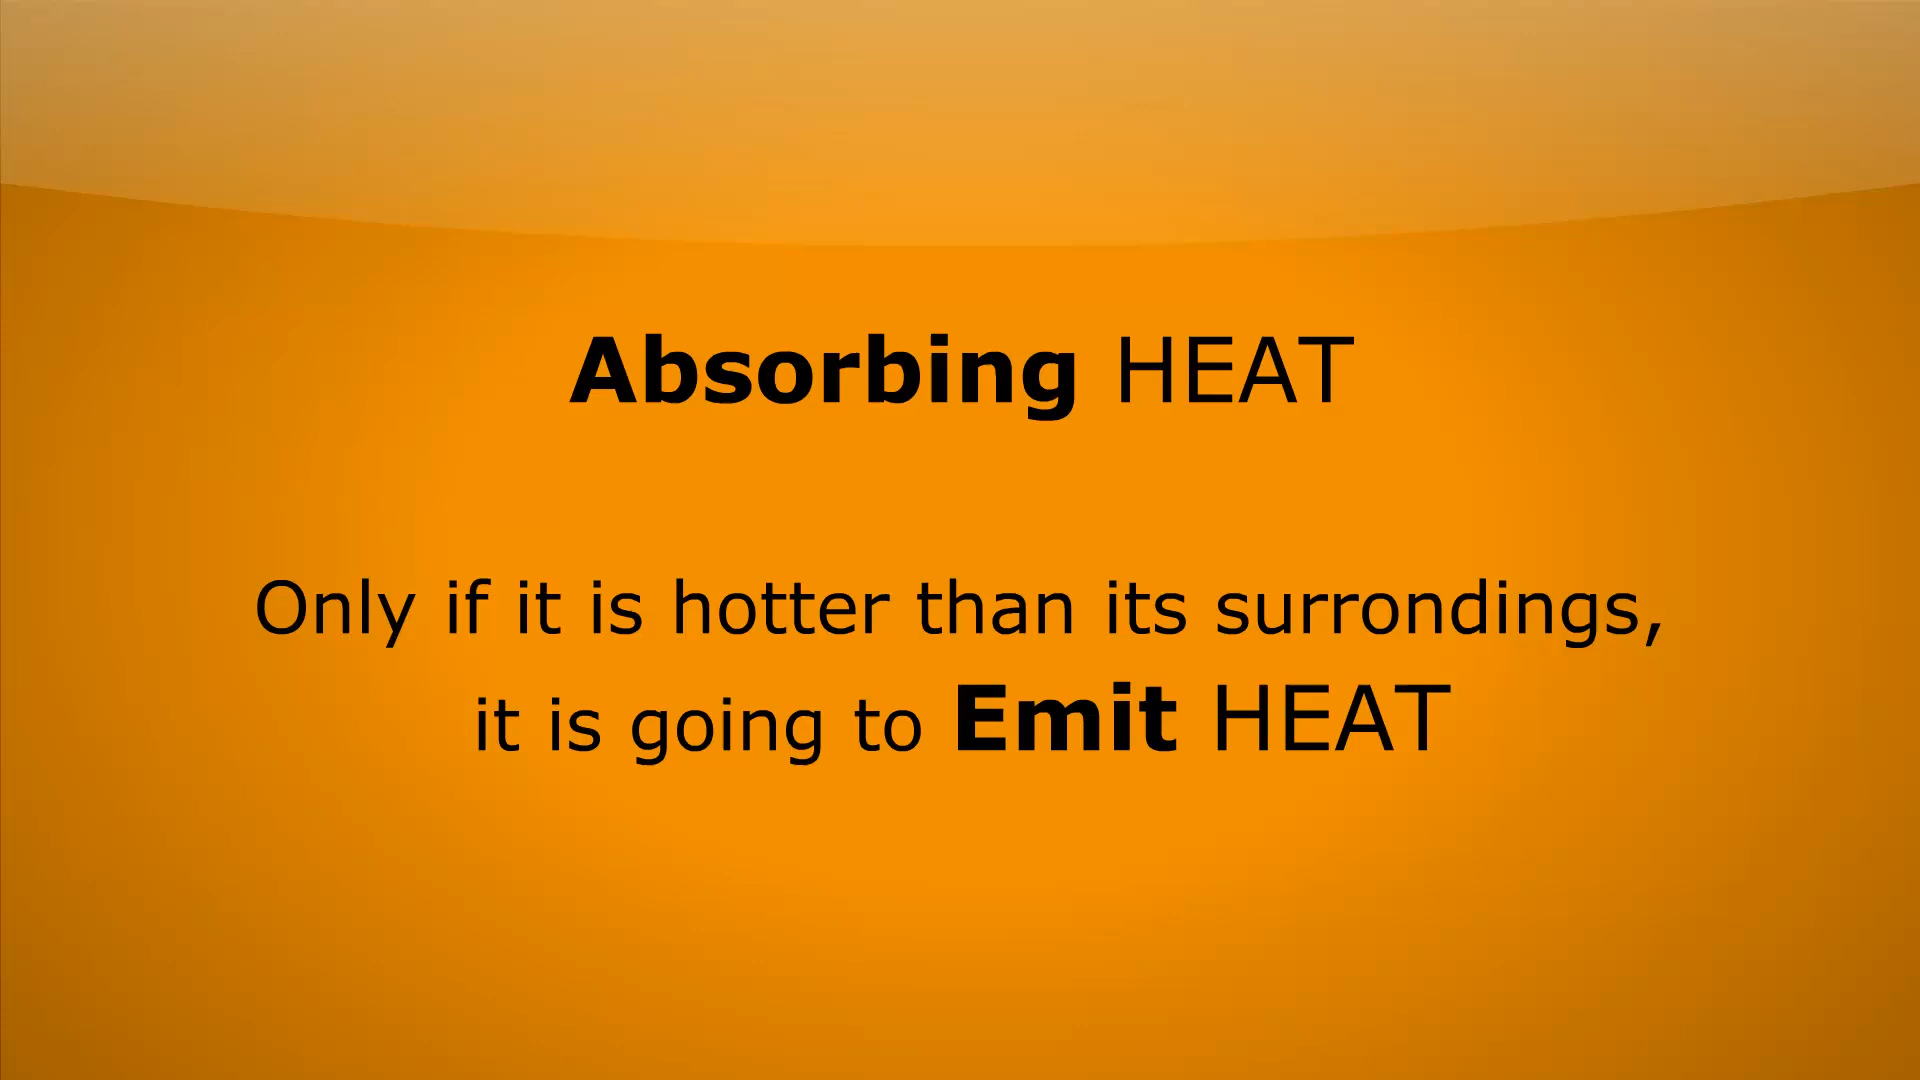 Absorbing HEAT
Only if it is hotter than its surrondings,
it is going to Emit HEAT